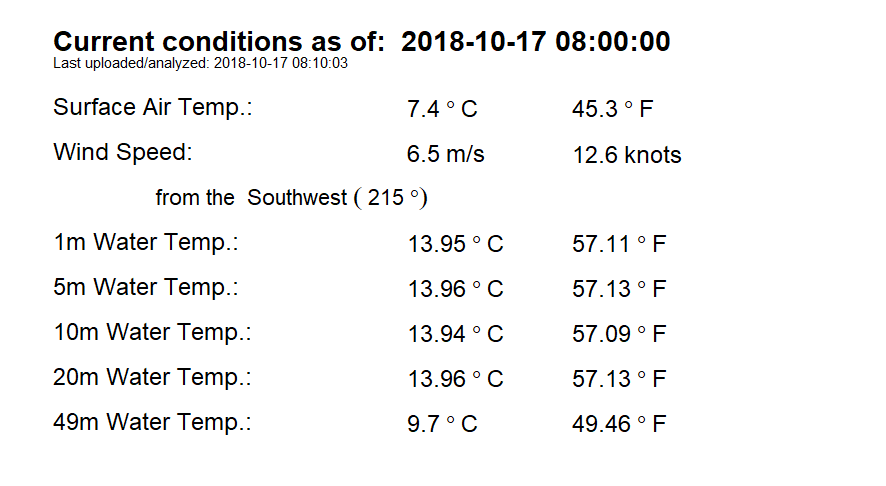 Current conditions as of: 2018-10-17 08:00:00
Last uploaded/analyzed: 2018-10-17 08:10:03
Surface Air Temp.: 7.4 ° C 45.3 ° F
Wind Speed: 6.5 m/s 12.6 knots
from the Southwest ( 215 °)
1m Water Temp.: 13.95 ° C 57.11 ° F
5m Water Temp.: 13.96 ° C 57.13 ° F
10m Water Temp.: 13.94 ° C 57.09 ° F
20m Water Temp.: 13.96 ° C 57.13 ° F
49m Water Temp.: 9.7 ° C 49.46 ° F